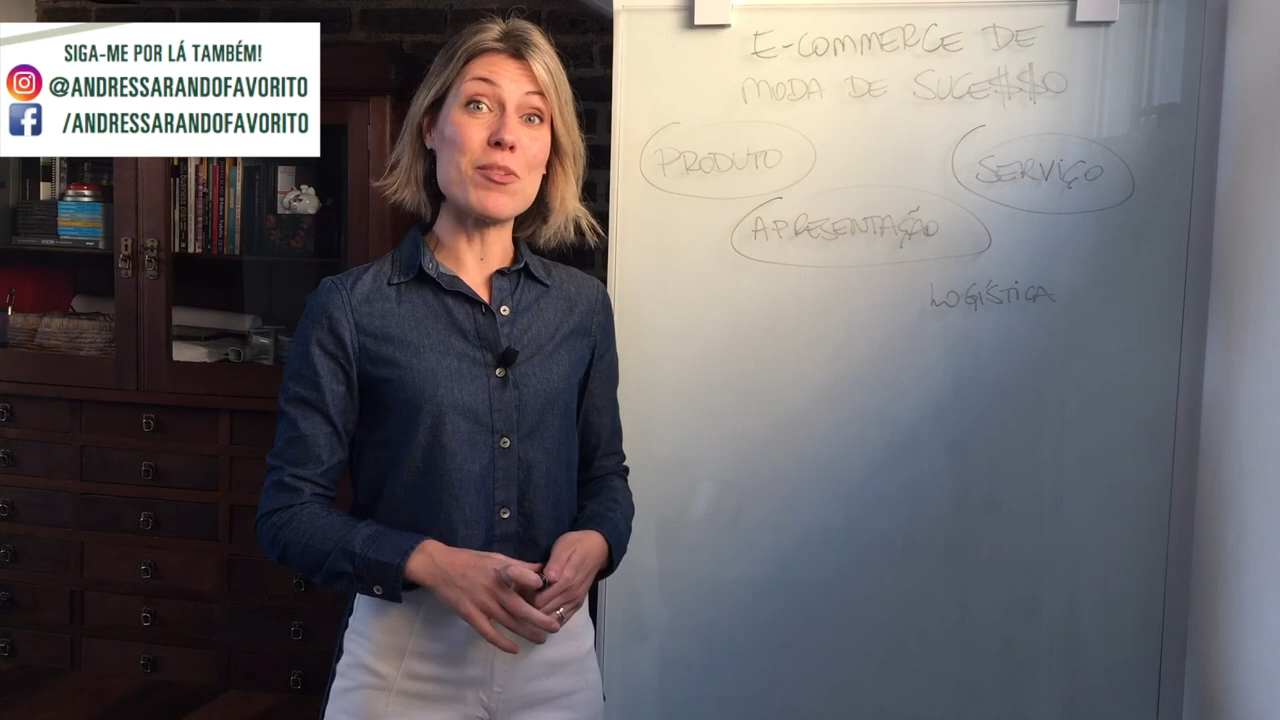 SIGA-ME POR LÁ TAMBÉM!
@ANDRESSARANDOFAVORITO
/ANDRESSARANDOFAVORITO
E-COMMERCE DE
MODA DE SUCE$$O
PRODUTO
SERVIÇO
APRESENTAÇÃO
LOGÍSTICA